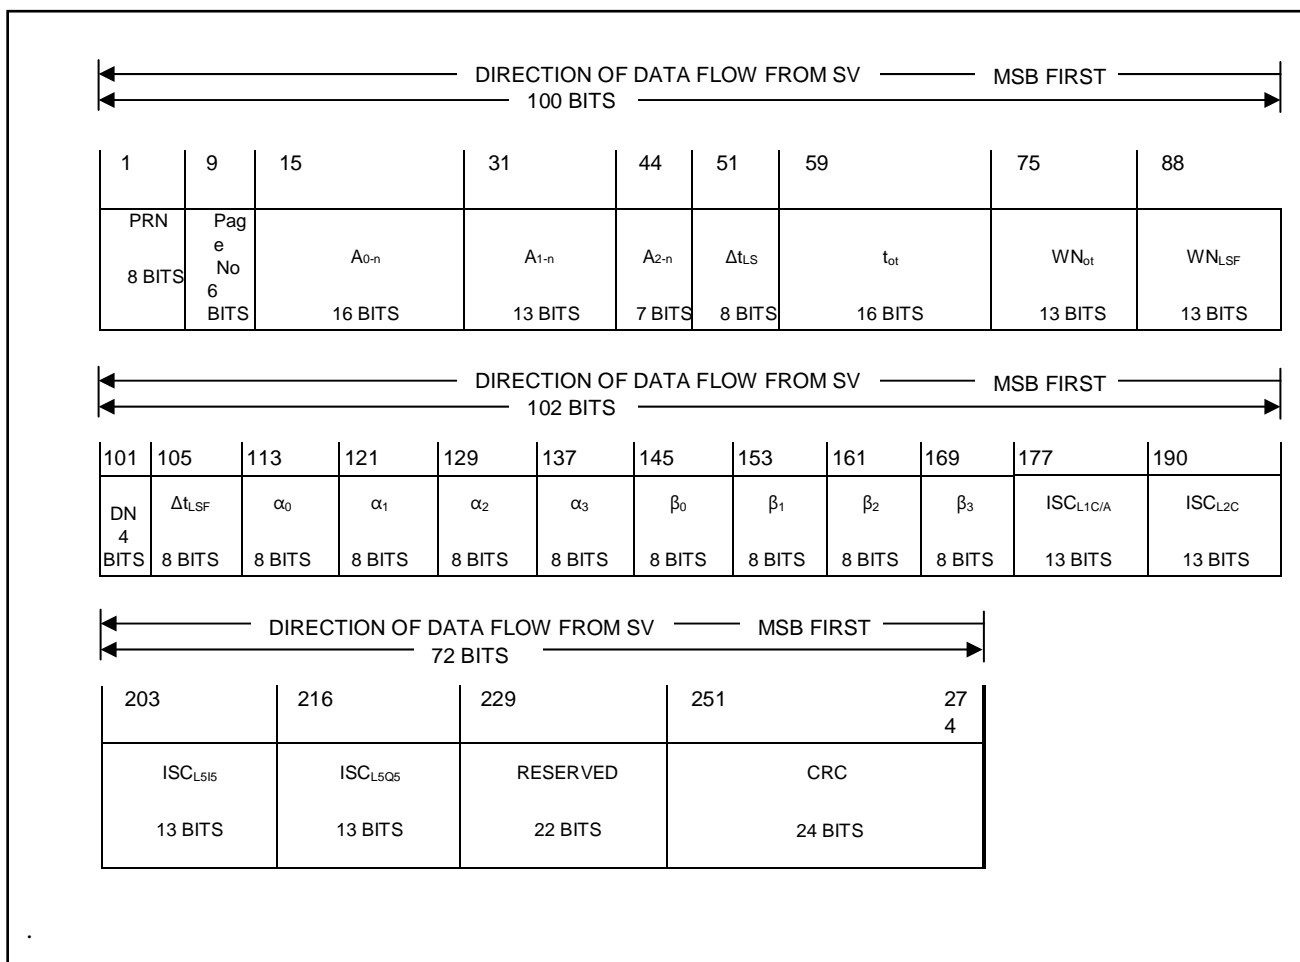 DIRECTION OF DATA FLOW FROM SV MSB FIRST
100 BITS
1 9 15 31 44 51 59 75 88
PRN
8 BITS
Pag
e
No
6
BITS
A0-n
16 BITS
A1-n
13 BITS
A2-n
7 BITS
ΔtLS
8 BITS
tot
16 BITS
WNot
13 BITS
WNLSF
13 BITS
DIRECTION OF DATA FLOW FROM SV MSB FIRST
102 BITS
101 105 113 121 129 137 145 153 161 169 177 190
DN
4
BITS
ΔtLSF
8 BITS
α0
8 BITS
α1
8 BITS
α2
8 BITS
α3
8 BITS
β0
8 BITS
β1
8 BITS
β2
8 BITS
β3
8 BITS
ISCL1C/A
13 BITS
ISCL2C
13 BITS
DIRECTION OF DATA FLOW FROM SV MSB FIRST
72 BITS
203 216 229 251 27
4
ISCL5I5
13 BITS
ISCL5Q5
13 BITS
RESERVED
22 BITS
CRC
24 BITS
.